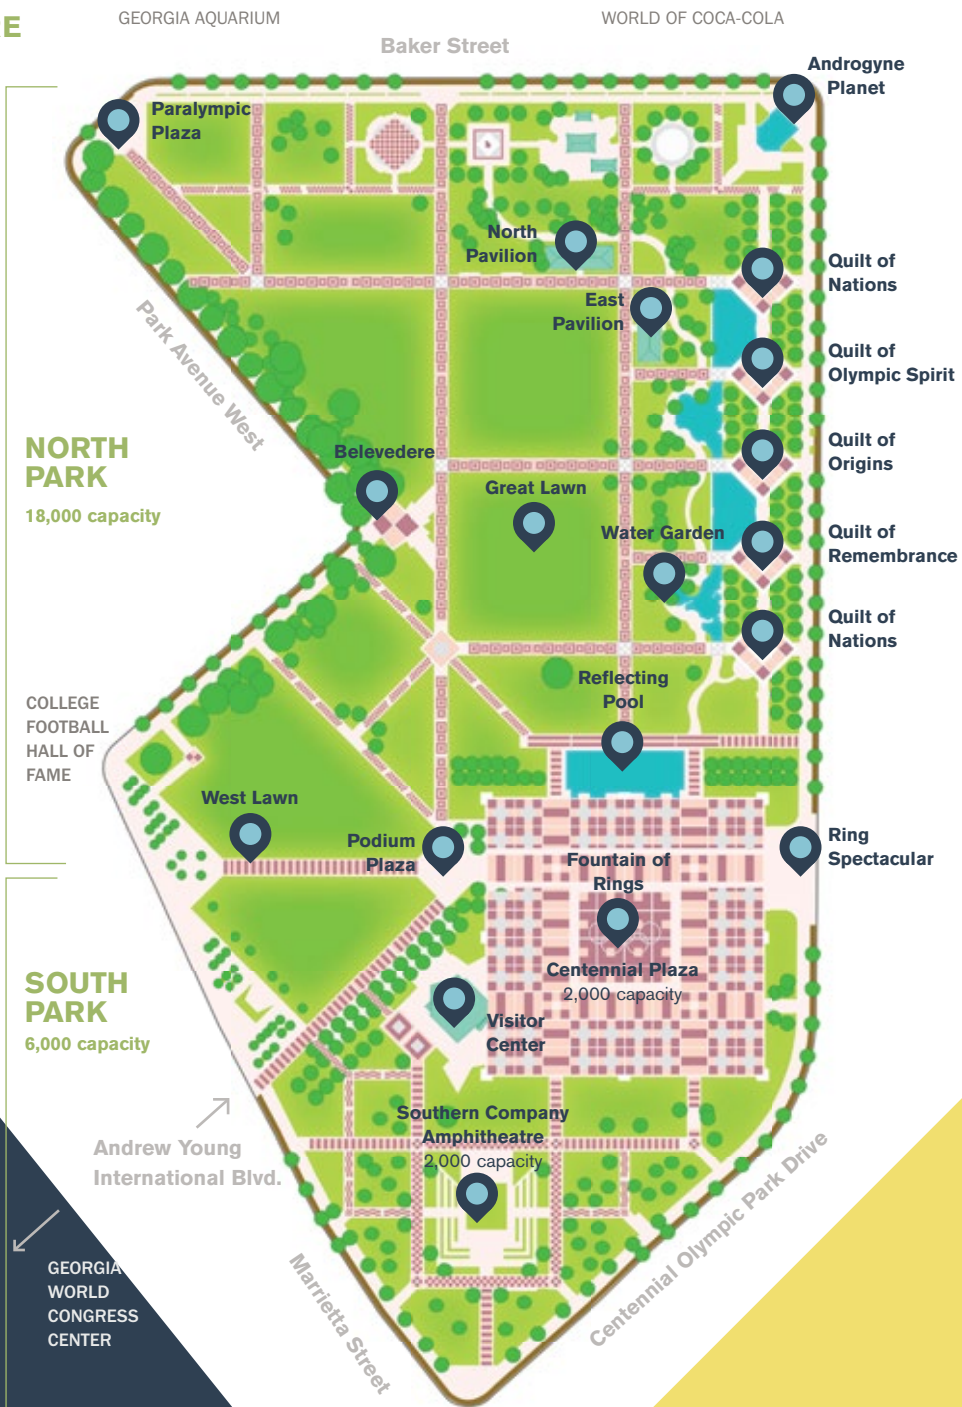 RE
GEORGIA AQUARIUM
WORLD OF COCA-COLA
Baker Street
Androgyne
Planet
Paralympic
Plaza
North
Pavilion
Quilt of
Nations
East
Pavilion
Park Avenue West
Quilt of
Olympic Spirit
NORTH
PARK
18,000 capacity
Belevedere
Quilt of
Origins
Great Lawn
Water Garden
Quilt of
Remembrance
Quilt of
Nations
Reflecting
Pool
COLLEGE
FOOTBALL
HALL OF
FAME
West Lawn
Podium
Plaza
Ring
Spectacular
Fountain of
Rings
Centennial Plaza
2,000 capacity
SOUTH
PARK
6,000 capacity
Visitor
Center
Southern Company
Amphitheatre
2,000 capacity
Andrew Young
International Blvd.
Centennial Olympic Park Drive
Marrietta Street
GEORGIA
WORLD
CONGRESS
CENTER